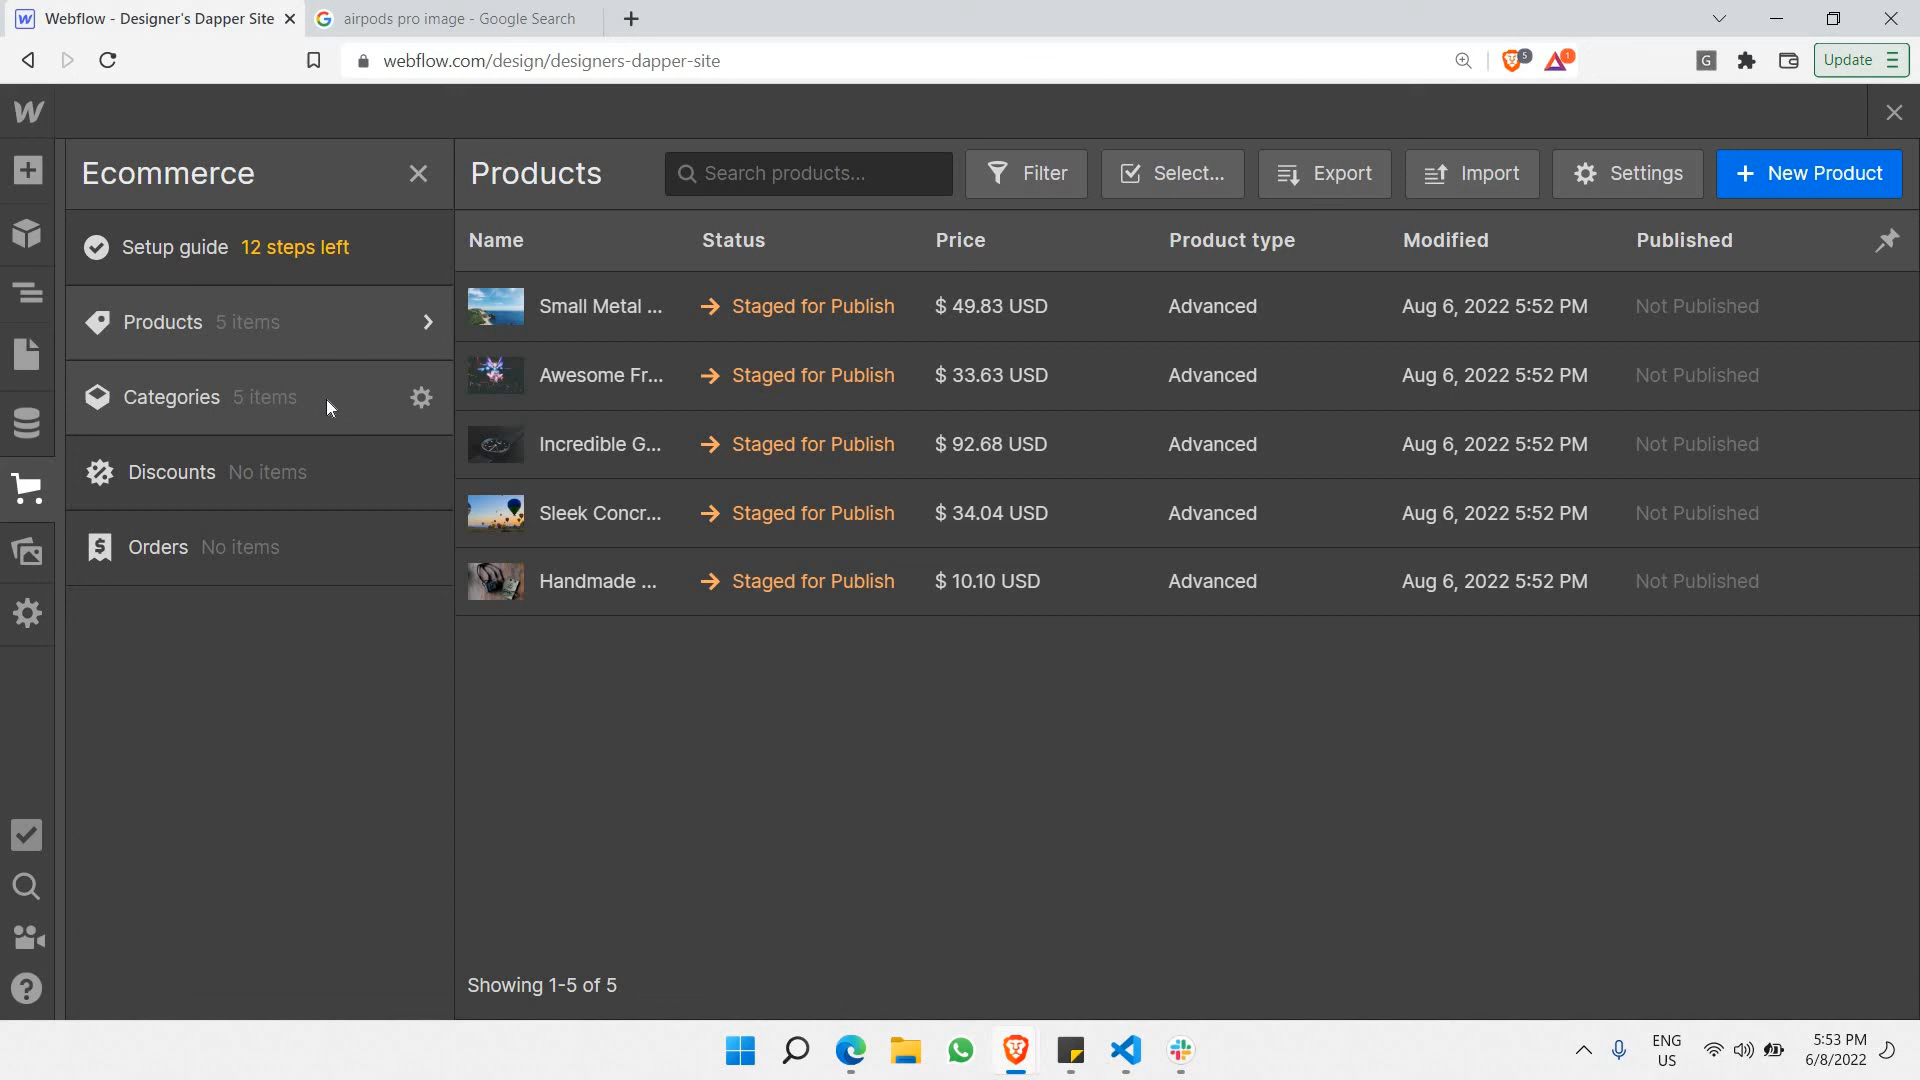 Webflow - Designer's Dapper Site
airpods pro image - Google Search
webflow.com/design/designers-dapper-site
5
1
G
Update
W
Ecommerce
Setup guide 12 steps left
Products 5 items
Categories 5 items
Discounts No items
Orders No items
Products
Search products...
Filter
Select...
Export
Import
Settings
+ New Product
Name Status Price Product type Modified Published
Small Metal ... Staged for Publish $ 49.83 USD Advanced Aug 6, 2022 5:52 PM Not Published
Awesome Fr... Staged for Publish $ 33.63 USD Advanced Aug 6, 2022 5:52 PM Not Published
Incredible G... Staged for Publish $ 92.68 USD Advanced Aug 6, 2022 5:52 PM Not Published
Sleek Concr... Staged for Publish $ 34.04 USD Advanced Aug 6, 2022 5:52 PM Not Published
Handmade ... Staged for Publish $ 10.10 USD Advanced Aug 6, 2022 5:52 PM Not Published
Showing 1-5 of 5
ENG
US
5:53 PM
6/8/2022